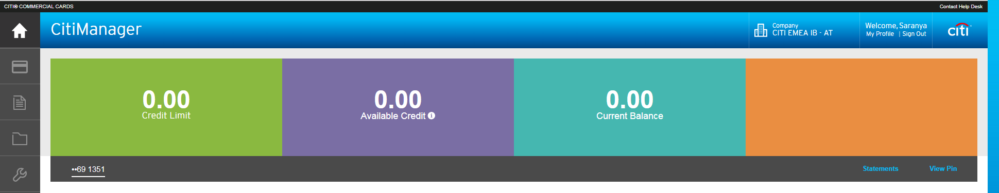 CITI® COMMERCIAL CARDS
Contact Help Desk
CitiManager
Company
CITI EMEA IB - AT
Welcome, Saranya
My Profile | Sign Out
citi
0.00
Credit Limit
0.00
Available Credit
0.00
Current Balance
••69 1351
Statements
View Pin